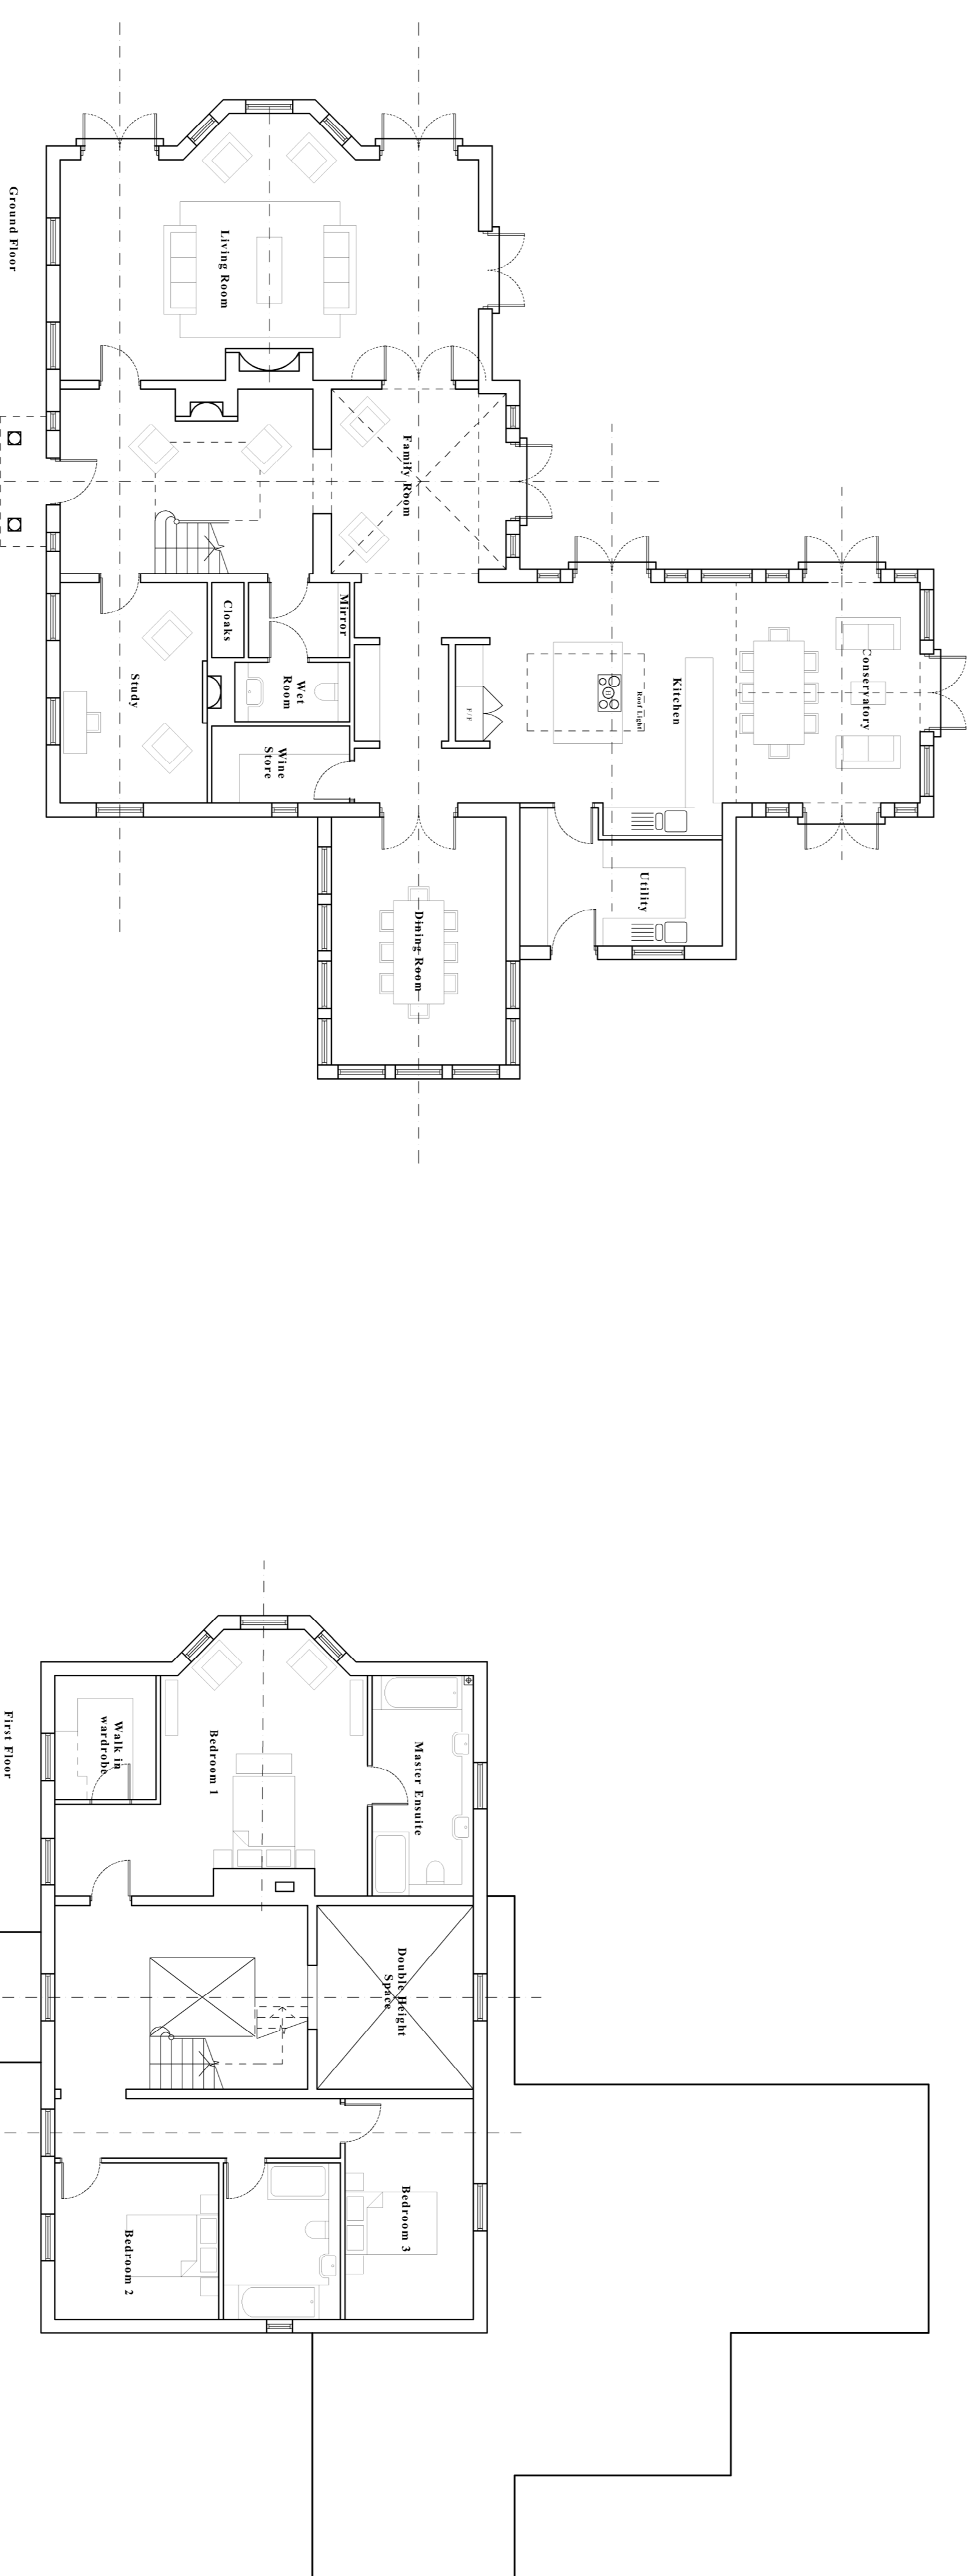 Ground Floor
Living Room
Family Room
Mirror
Cloaks
Wet
Room
Study
Wine
Store
F/F
Kitchen
Roof Light
H
Conservatory
Utility
Dining Room
First Floor
Walk in
wardrobe
Bedroom 1
Master Ensuite
Double Height
Space
Bedroom 2
Bedroom 3